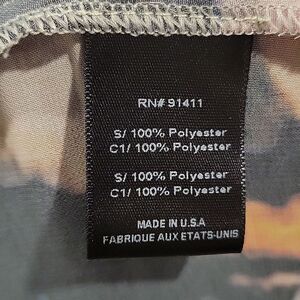 RN# 91411
S/ 100% Polyester
C1/ 100% Polyester
S/ 100% Polyester
C1/ 100% Polyester
MADE IN U.S.A
FABRIQUE AUX ETATS-UNIS